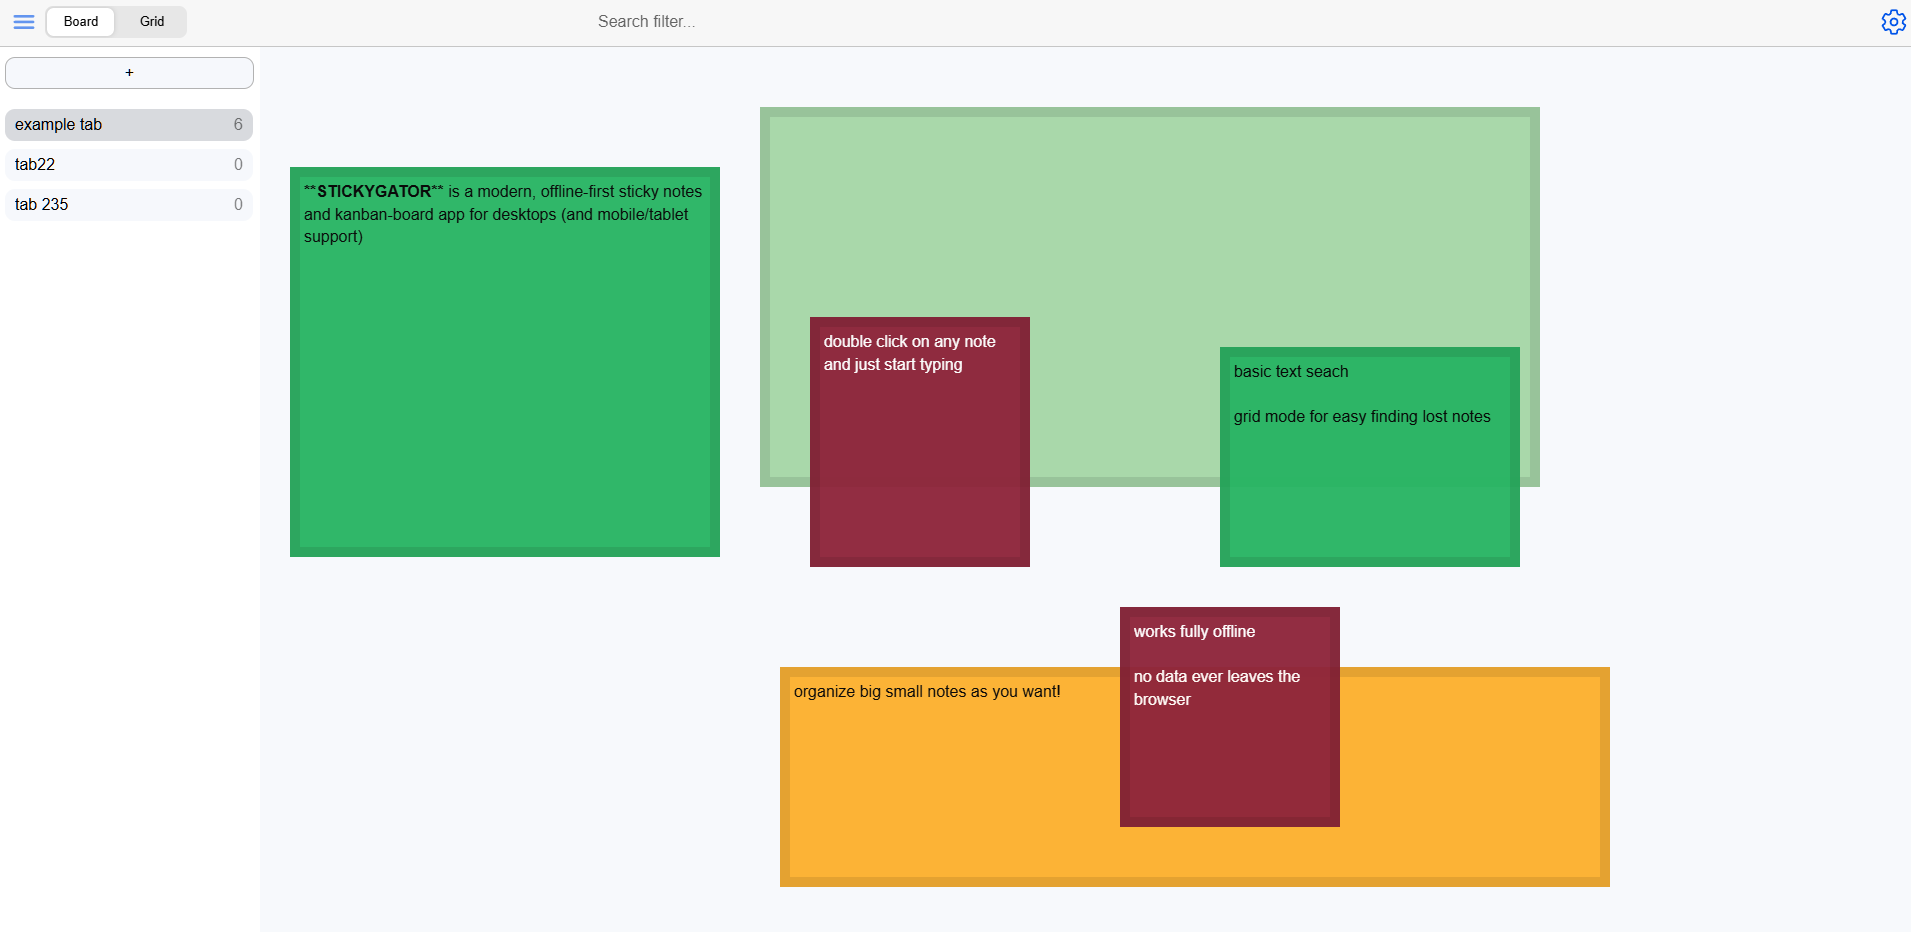 Board
Grid
Search filter...
+
example tab 6
tab22 0
tab 235 0
**STICKYGATOR** is a modern, offline-first sticky notes
and kanban-board app for desktops (and mobile/tablet
support)
double click on any note
and just start typing
basic text seach
grid mode for easy finding lost notes
works fully offline
no data ever leaves the
browser
organize big small notes as you want!